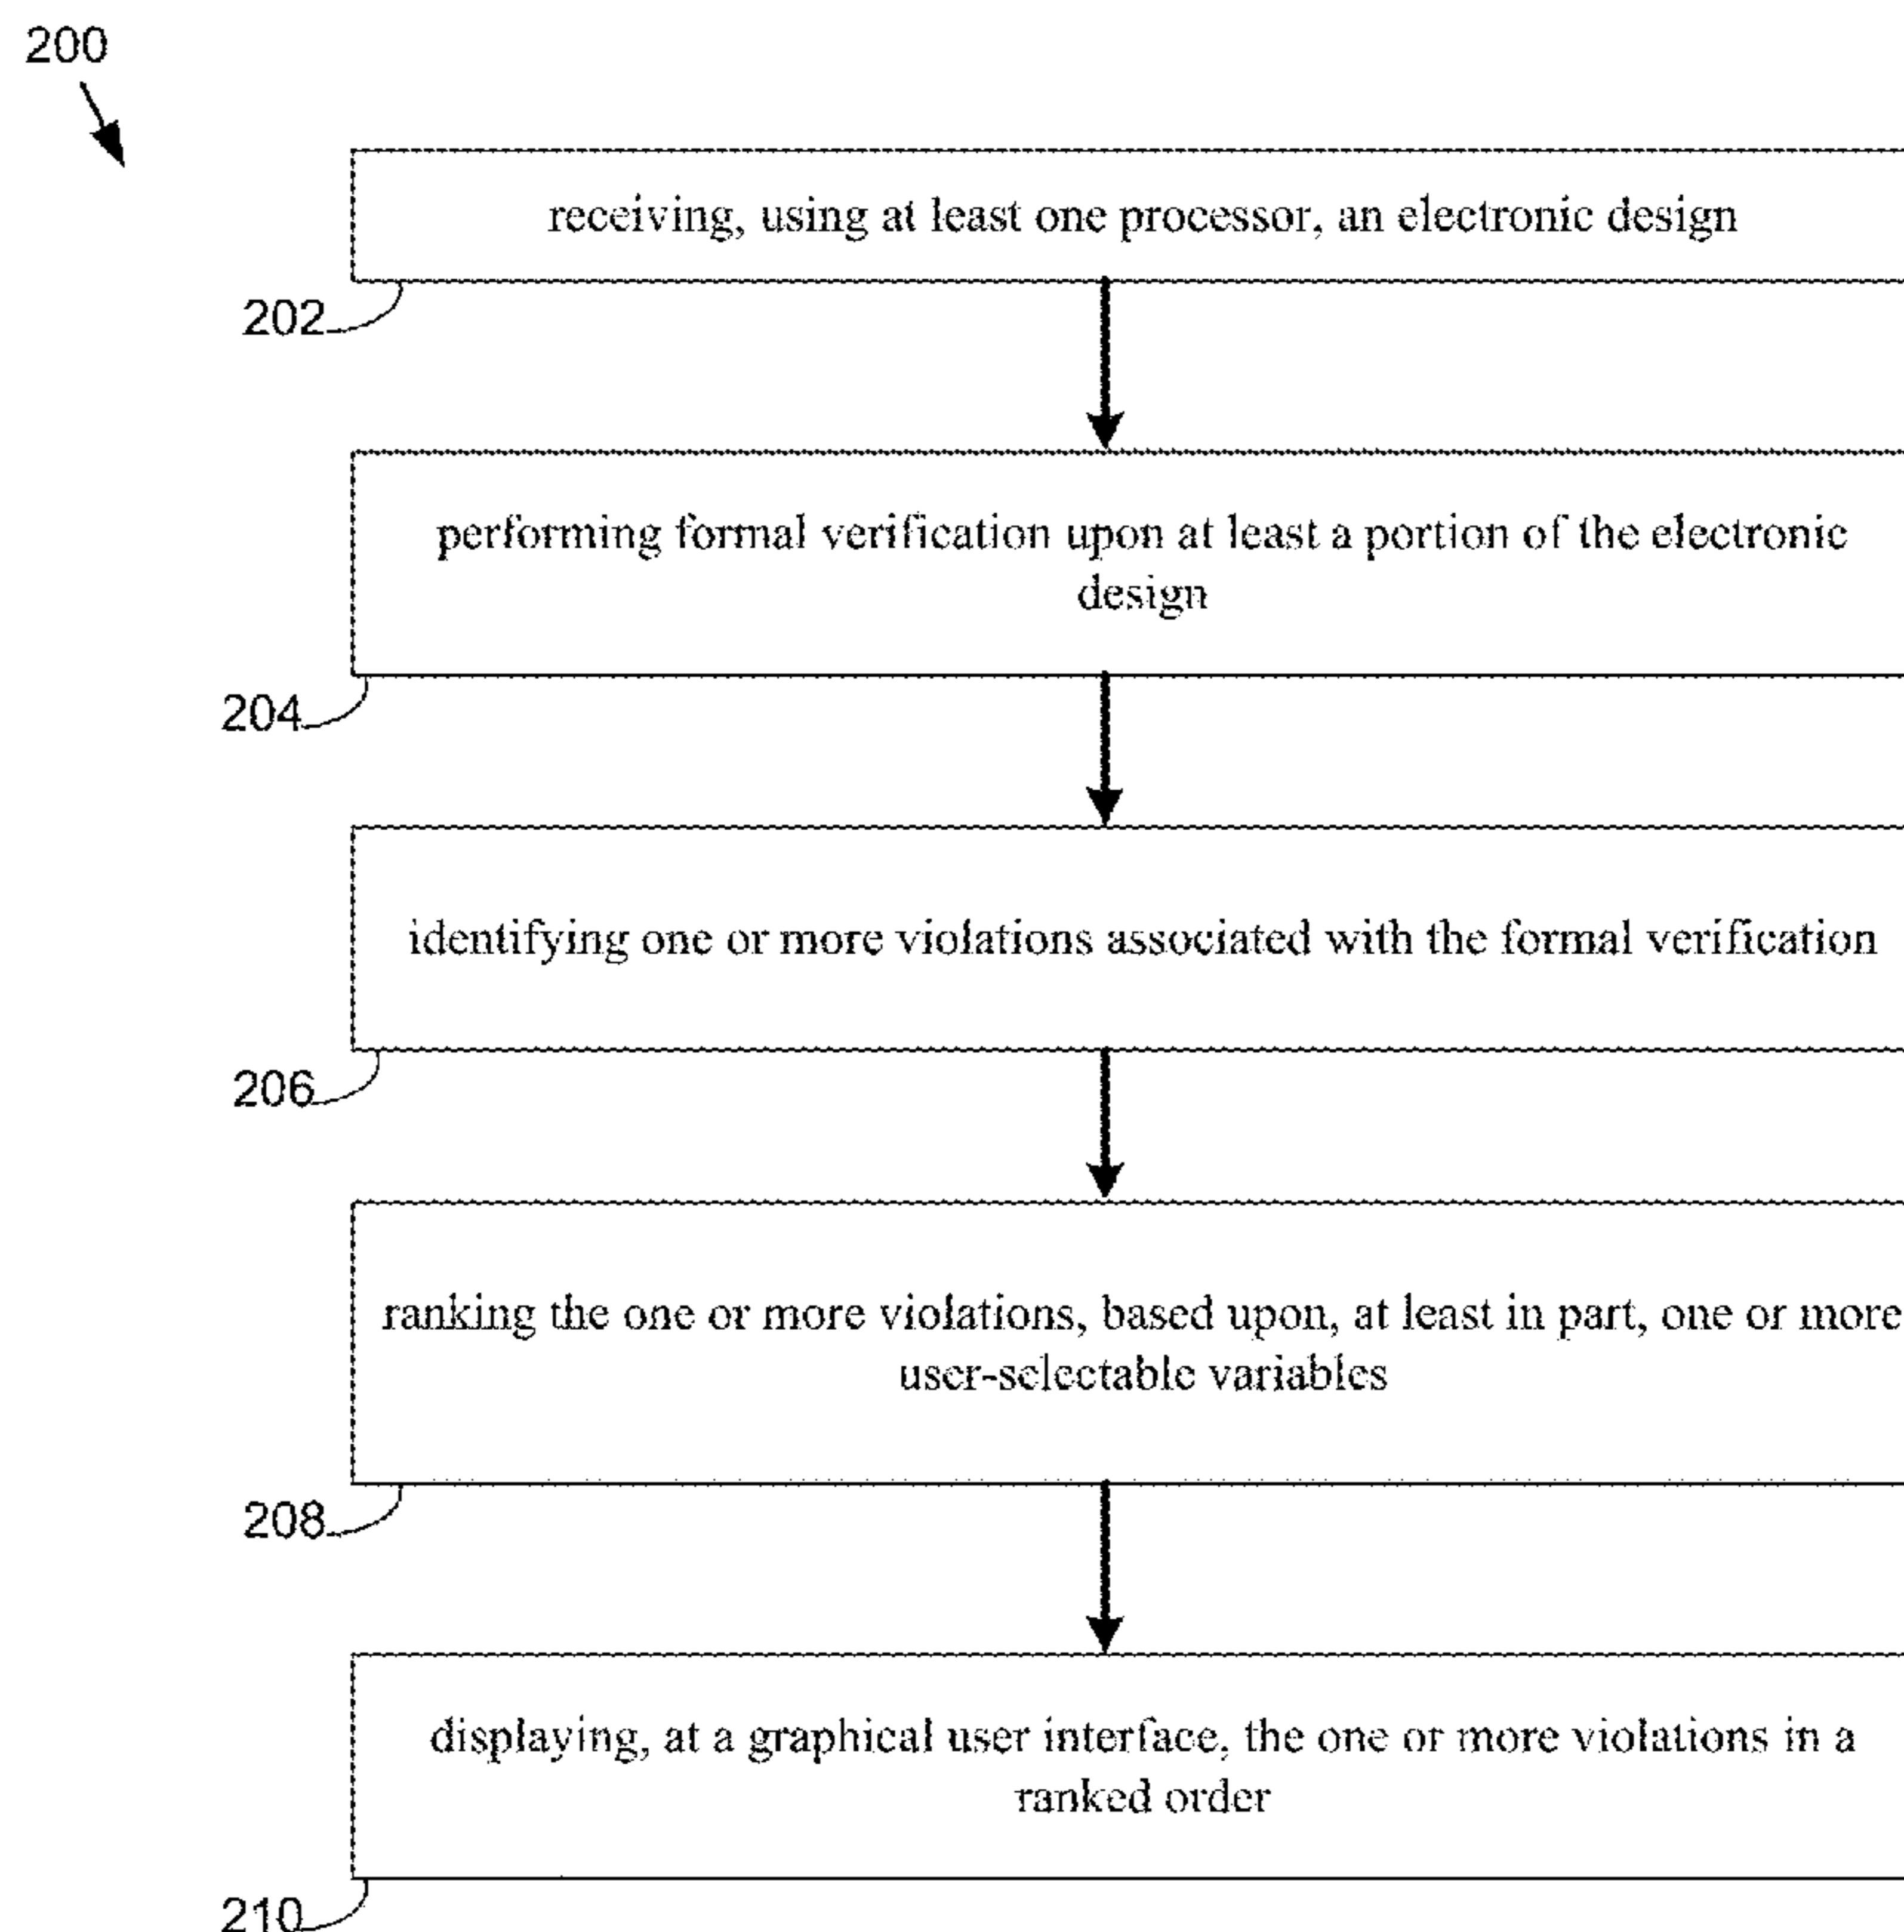 200
receiving, using at least one processor, an electronic design
202
performing formal verification upon at least a portion of the electronic
design
204
identifying one or more violations associated with the formal verification
206
ranking the one or more violations, based upon, at least in part, one or more
user-selectable variables
208
displaying, at a graphical user interface, the one or more violations in a
ranked order
210